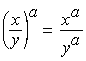 (x/y)^a = x^a/y^a